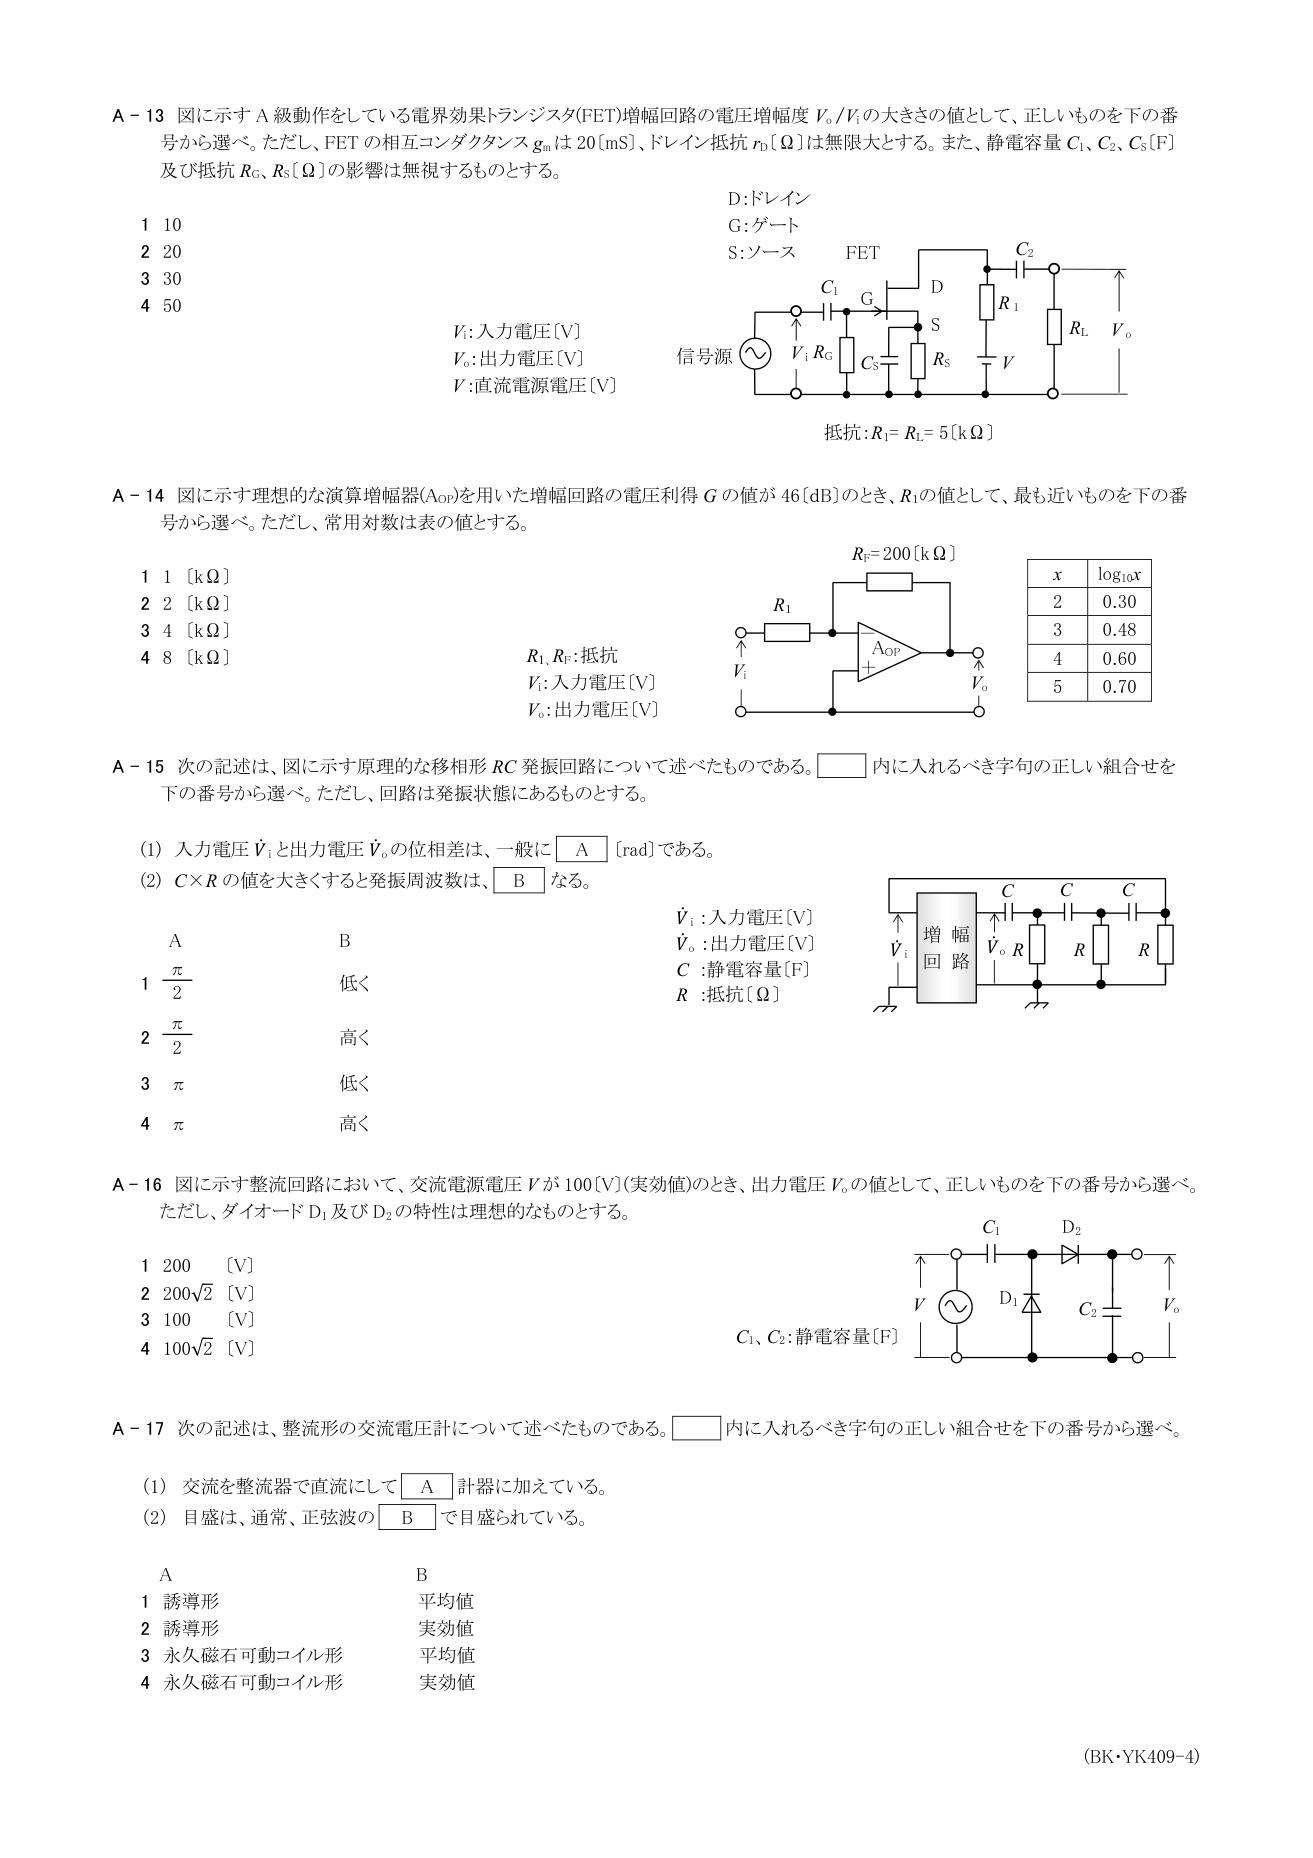 A－13 図に示す A 級動作をしている電界効果トランジスタ(FET)増幅回路の電圧増幅度 Vo/Viの大きさの値として、正しいものを下の番
号から選べ。ただし、FET の相互コンダクタンス gmは 20〔mS〕、ドレイン抵抗 rD〔Ω〕は無限大とする。また、静電容量 C1、C2、CS〔F〕
及び抵抗 RG、RS〔Ω〕の影響は無視するものとする。
1 10
2 20
3 30
4 50
Vi：入力電圧〔V〕
Vo：出力電圧〔V〕
V：直流電源電圧〔V〕
D：ドレイン
G：ゲート
S：ソース
FET
C2
C1
G
D
S
R1
RL
Vo
信号源
Vi
RG
CS
RS
V
抵抗：R1= RL= 5〔kΩ〕
A－14 図に示す理想的な演算増幅器(AOP)を用いた増幅回路の電圧利得 G の値が 46〔dB〕のとき、R1の値として、最も近いものを下の番
号から選べ。ただし、常用対数は表の値とする。
1 1 〔kΩ〕
2 2 〔kΩ〕
3 4 〔kΩ〕
4 8 〔kΩ〕
R1、RF：抵抗
Vi：入力電圧〔V〕
Vo：出力電圧〔V〕
RF=200〔kΩ〕
R1
－
AOP
＋
Vi
Vo
x log10x
2 0.30
3 0.48
4 0.60
5 0.70
A－15 次の記述は、図に示す原理的な移相形 RC 発振回路について述べたものである。 内に入れるべき字句の正しい組合せを
下の番号から選べ。ただし、回路は発振状態にあるものとする。
(1) 入力電圧 V̇i と出力電圧 V̇oの位相差は、一般に A 〔rad〕である。
(2) C×R の値を大きくすると発振周波数は、 B なる。
A B
1 π/2 低く
2 π/2 高く
3 π 低く
4 π 高く
V̇i ：入力電圧〔V〕
V̇o ：出力電圧〔V〕
C ：静電容量〔F〕
R ：抵抗〔Ω〕
C C C
増幅
回路
V̇i
V̇o
R R R
A－16 図に示す整流回路において、交流電源電圧 V が 100〔V〕(実効値)のとき、出力電圧 Voの値として、正しいものを下の番号から選べ。
ただし、ダイオード D1 及び D2の特性は理想的なものとする。
1 200 〔V〕
2 200√2 〔V〕
3 100 〔V〕
4 100√2 〔V〕
C1、C2：静電容量〔F〕
C1
D2
V
D1
C2
Vo
A－17 次の記述は、整流形の交流電圧計について述べたものである。 内に入れるべき字句の正しい組合せを下の番号から選べ。
(1) 交流を整流器で直流にして A 計器に加えている。
(2) 目盛は、通常、正弦波の B で目盛られている。
A B
1 誘導形 平均値
2 誘導形 実効値
3 永久磁石可動コイル形 平均値
4 永久磁石可動コイル形 実効値
(BK・YK409-4)